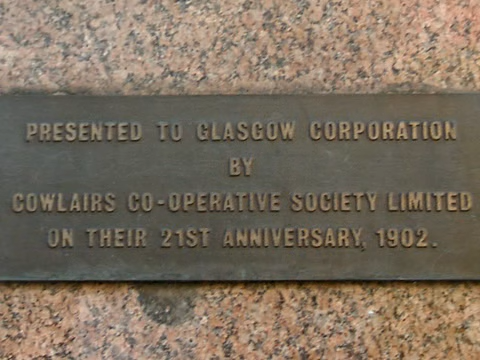 PRESENTED TO GLASGOW CORPORATION
BY
COWLAIRS CO-OPERATIVE SOCIETY LIMITED
ON THEIR 21ST ANNIVERSARY, 1902.